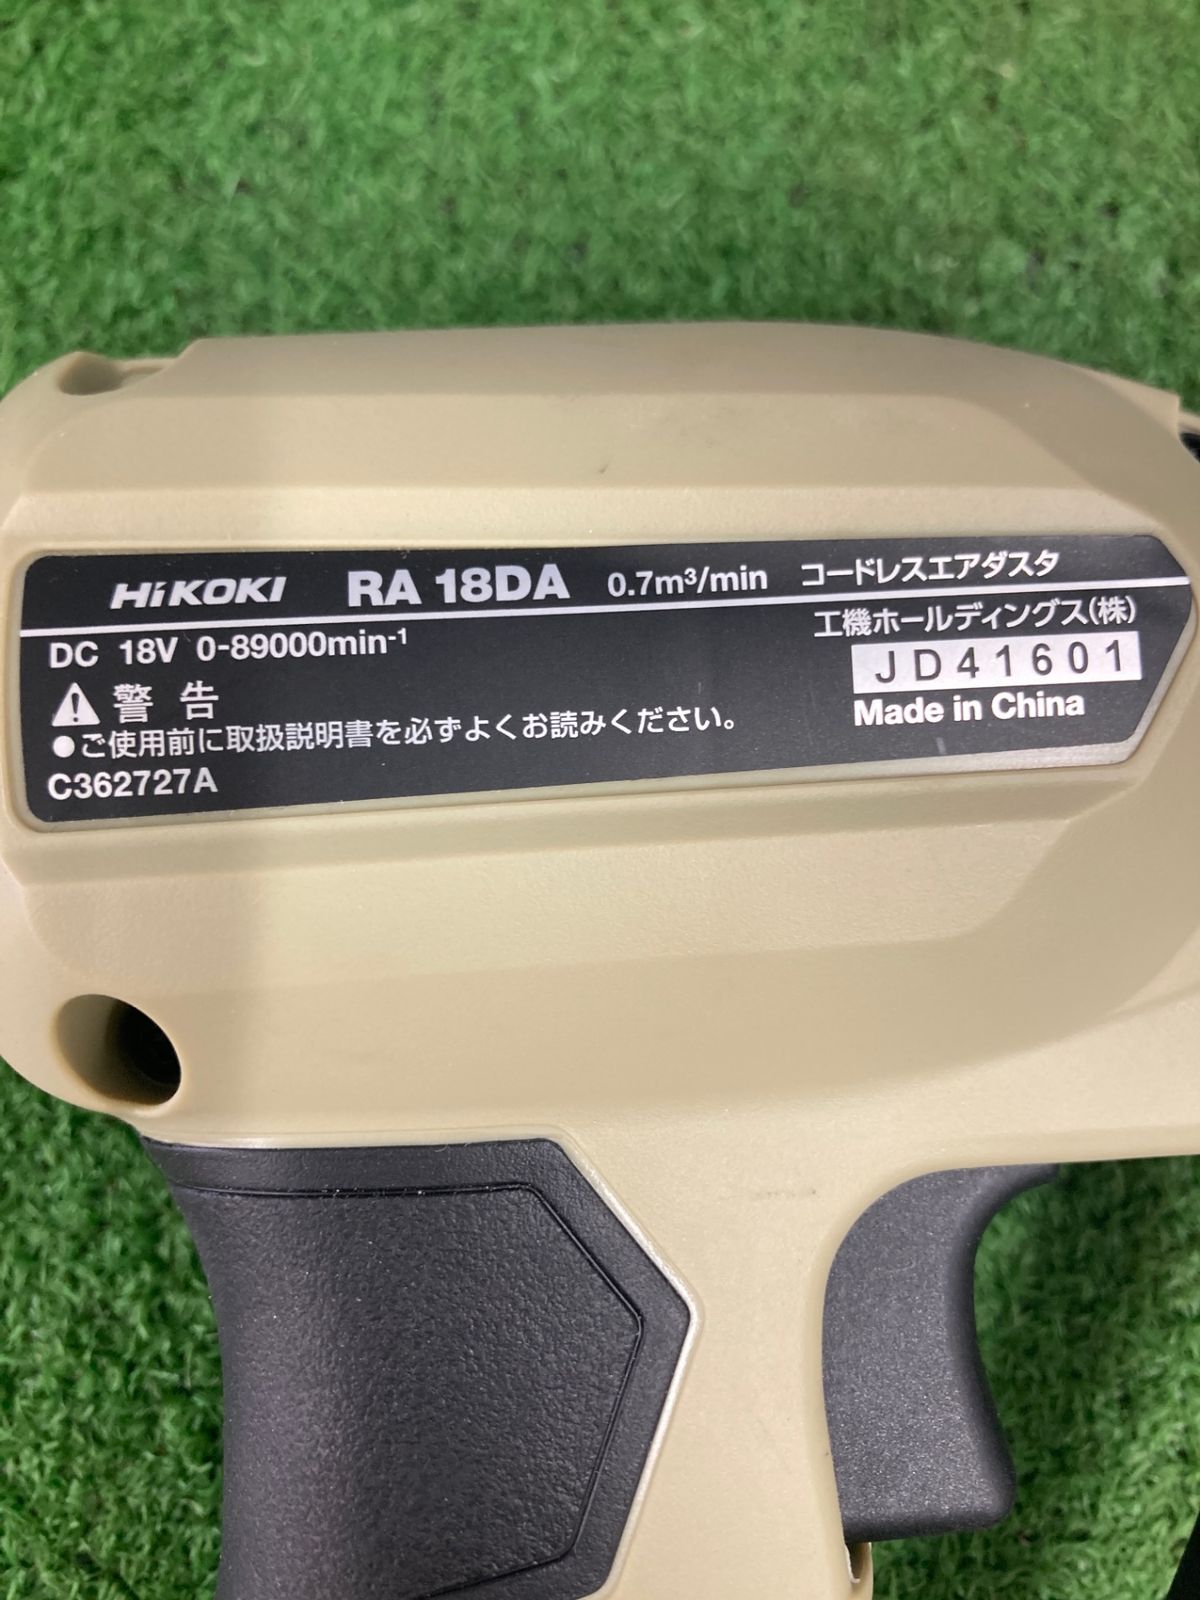 HiKOKI RA 18DA 0.7m³/min コードレスエアダスタ
DC 18V 0-89000min⁻¹
工機ホールディングス(株)
警告
JD41601
●ご使用前に取扱説明書を必ずよくお読みください。
Made in China
C362727A